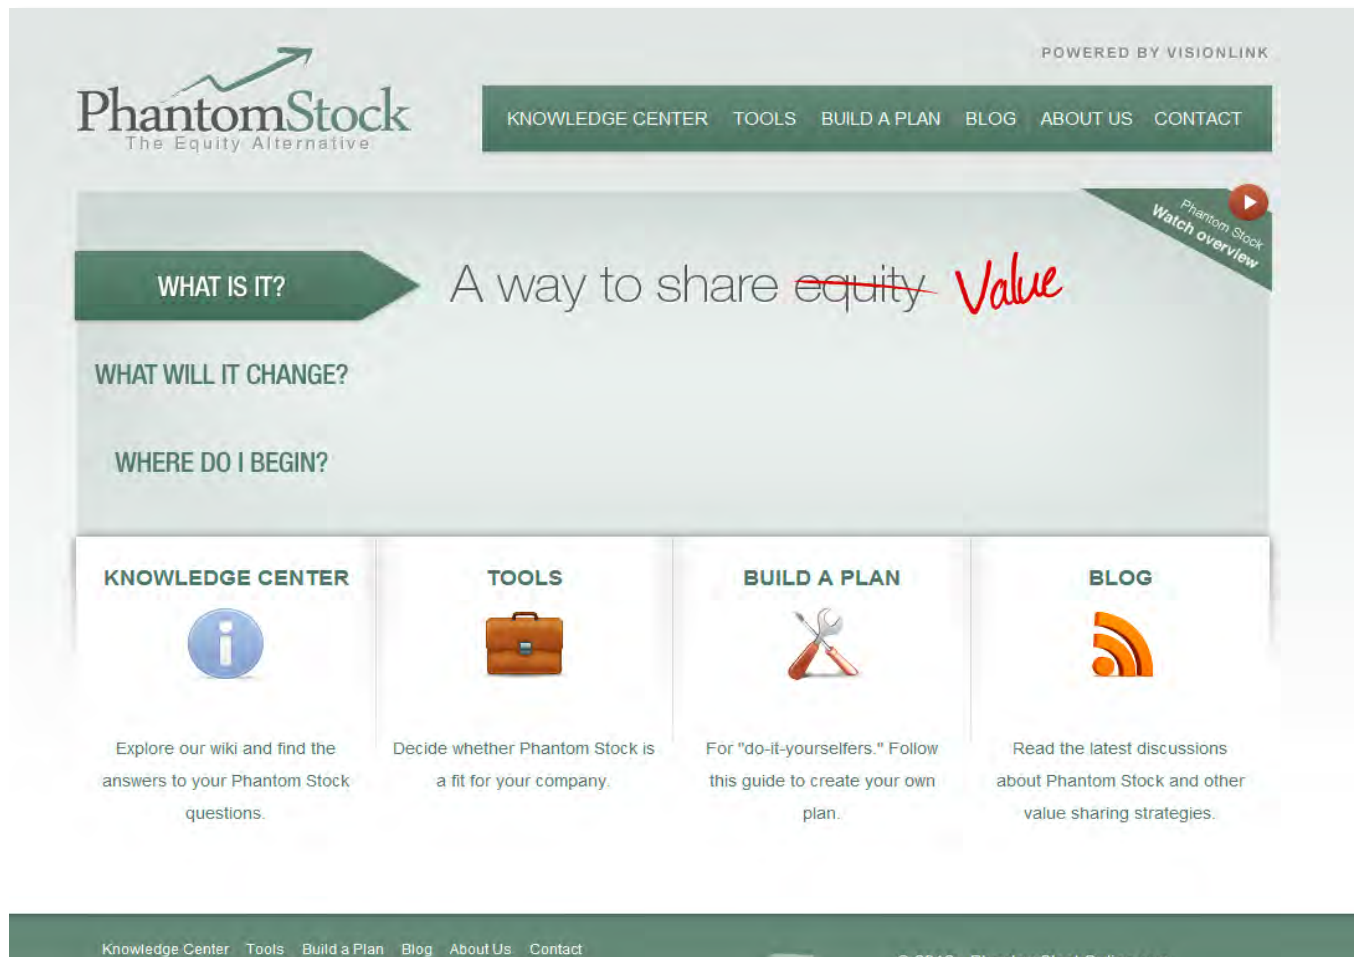 POWERED BY VISIONLINK
PhantomStock
The Equity Alternative
KNOWLEDGE CENTER TOOLS BUILD A PLAN BLOG ABOUT US CONTACT
Phantom Stock
Watch overview
WHAT IS IT?
A way to share equity Value
WHAT WILL IT CHANGE?
WHERE DO I BEGIN?
KNOWLEDGE CENTER
Explore our wiki and find the
answers to your Phantom Stock
questions.
TOOLS
Decide whether Phantom Stock is
a fit for your company.
BUILD A PLAN
For "do-it-yourselfers." Follow
this guide to create your own
plan.
BLOG
Read the latest discussions
about Phantom Stock and other
value sharing strategies.
Knowledge Center Tools Build a Plan Blog About Us Contact